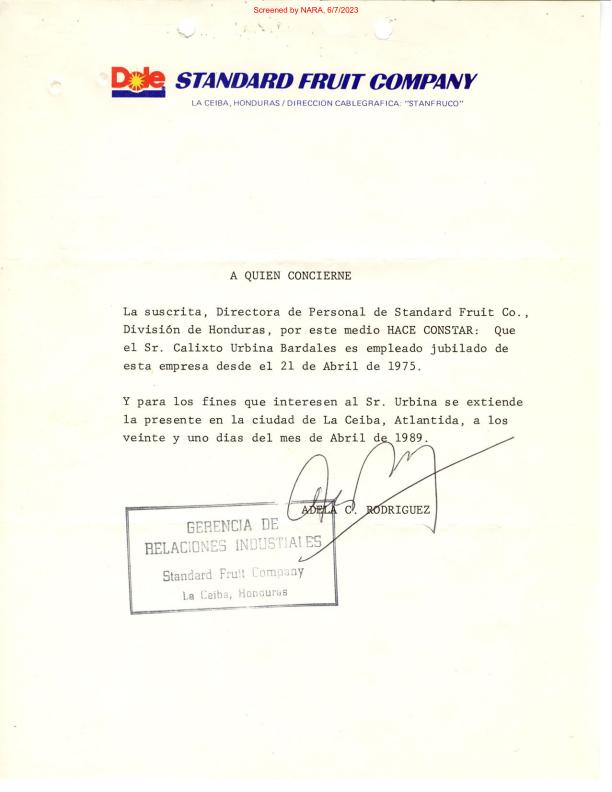 Screened by NARA, 6/7/2023
Dole STANDARD FRUIT COMPANY
LA CEIBA, HONDURAS / DIRECCION CABLEGRAFICA: "STANFRUCO"
A QUIEN CONCIERNE
La suscrita, Directora de Personal de Standard Fruit Co.,
División de Honduras, por este medio HACE CONSTAR: Que
el Sr. Calixto Urbina Bardales es empleado jubilado de
esta empresa desde el 21 de Abril de 1975.
Y para los fines que interesen al Sr. Urbina se extiende
la presente en la ciudad de La Ceiba, Atlantida, a los
veinte y uno dias del mes de Abril de 1989.
ADELA C. RODRIGUEZ
GERENCIA DE
RELACIONES INDUSTIALES
Standard Fruit Company
La Ceiba, Honduras